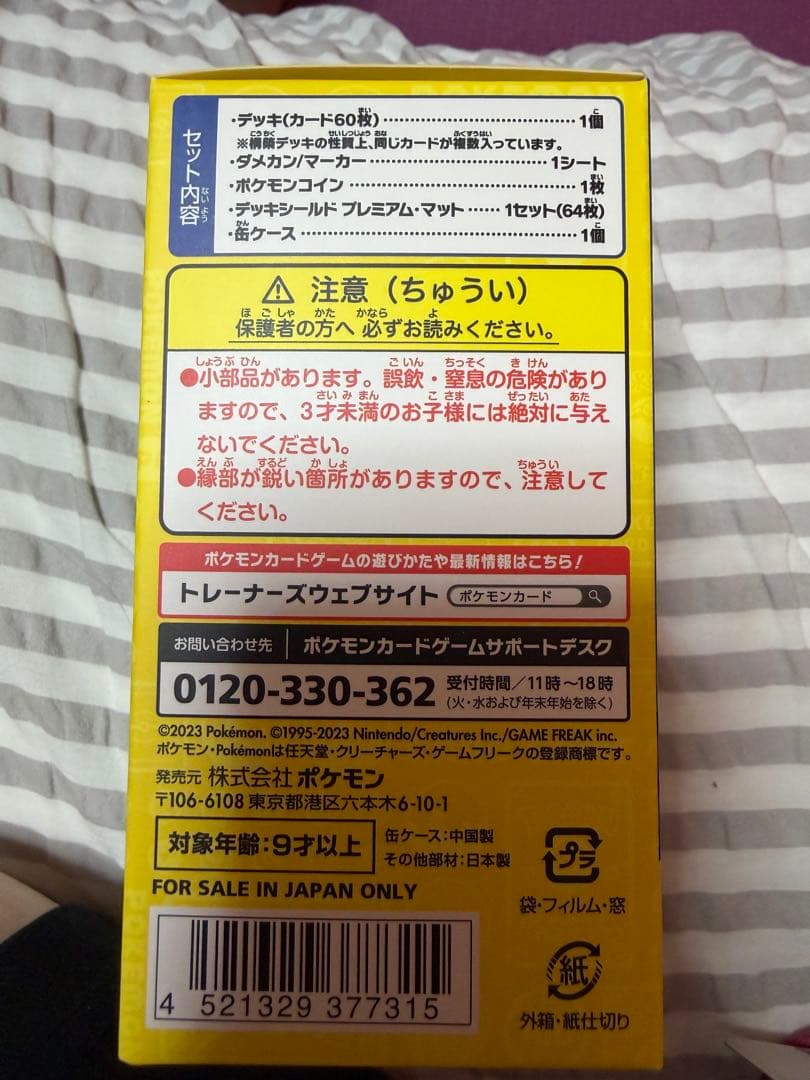 セット内容
ないよう
・デッキ(カード60枚) …… 1個
※構築デッキの性質上、同じカードが複数入っています。
・ダメカン/マーカー …… 1シート
・ポケモンコイン …… 1枚
・デッキシールド プレミアム・マット …… 1セット(64枚)
・缶ケース …… 1個
⚠ 注意(ちゅうい)
保護者の方へ 必ずお読みください。
●小部品があります。誤飲・窒息の危険があり
ますので、3才未満のお子様には絶対に与え
ないでください。
●縁部が鋭い箇所がありますので、注意して
ください。
ポケモンカードゲームの遊びかたや最新情報はこちら!
トレーナーズウェブサイト ポケモンカード
お問い合わせ先 ポケモンカードゲームサポートデスク
0120-330-362 受付時間/11時~18時
(火・水および年末年始を除く)
©2023 Pokémon. ©1995-2023 Nintendo/Creatures Inc./GAME FREAK inc.
ポケモン・Pokémonは任天堂・クリーチャーズ・ゲームフリークの登録商標です。
発売元 株式会社 ポケモン
〒106-6108 東京都港区六本木6-10-1
対象年齢:9才以上
缶ケース:中国製
その他部材:日本製
FOR SALE IN JAPAN ONLY
プラ
袋・フィルム・窓
紙
外箱・紙仕切り
4 521329 377315